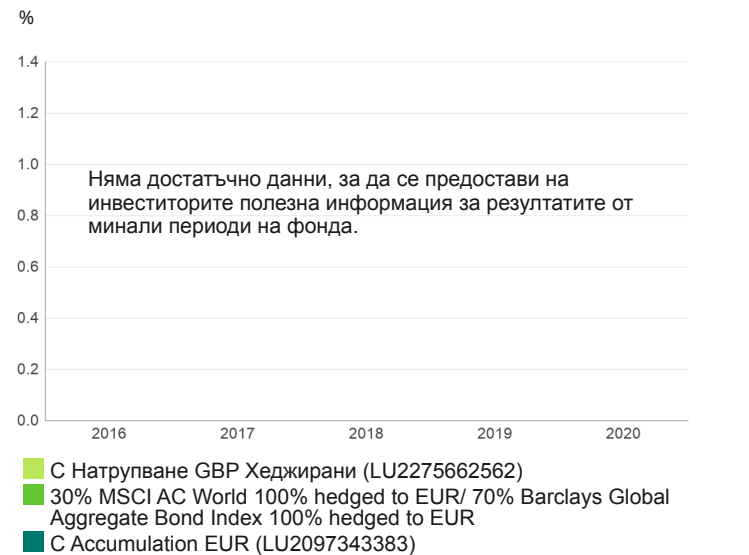 %
1.4
1.2
1.0
Няма достатъчно данни, за да се предостави на
инвеститорите полезна информация за резултатите от
минали периоди на фонда.
0.8
0.6
0.4
0.2
0.0
2016 2017 2018 2019 2020
C Натрупване GBP Хеджирани (LU2275662562)
30% MSCI AC World 100% hedged to EUR/ 70% Barclays Global
Aggregate Bond Index 100% hedged to EUR
C Accumulation EUR (LU2097343383)